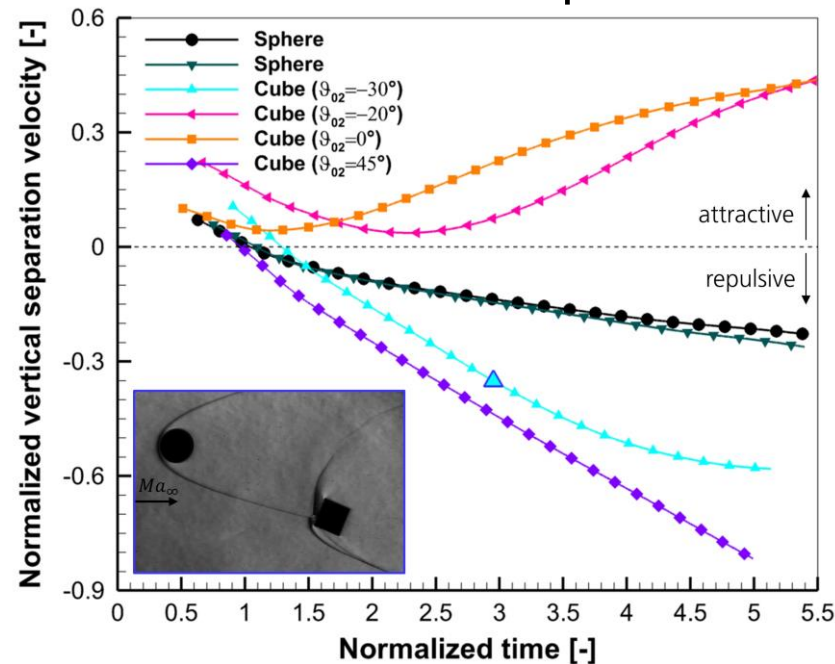 Normalized vertical separation velocity [-]
0.6
0.3
0
-0.3
-0.6
-0.9
Sphere
Sphere
Cube (ϑ₀₂=−30°)
Cube (ϑ₀₂=−20°)
Cube (ϑ₀₂=0°)
Cube (ϑ₀₂=45°)
attractive
repulsive
Ma∞
0 0.5 1 1.5 2 2.5 3 3.5 4 4.5 5 5.5
Normalized time [-]